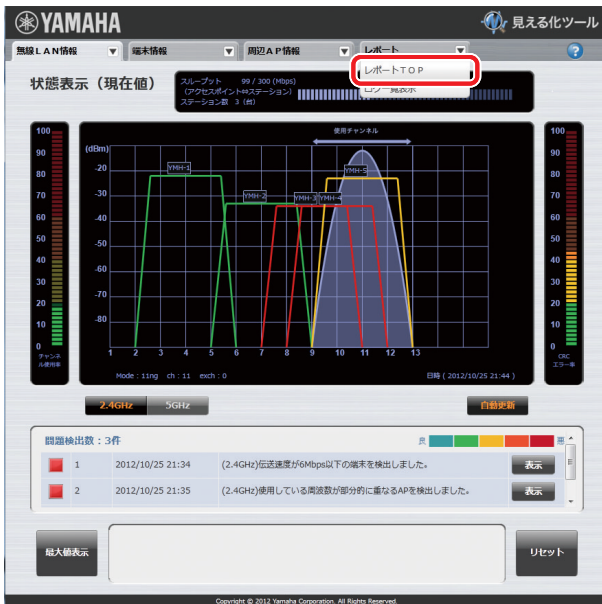 YAMAHA
見える化ツール
無線LAN情報 ▼ 端末情報 ▼ 周辺AP情報 ▼ レポート ▼ ?
レポートTOP
ログ一覧表示
状態表示（現在値）
スループット 99 / 300 (Mbps)
(アクセスポイント⇔ステーション)
ステーション数 3 (台)
100
90
80
70
60
50
40
30
20
10
0
チャンネル使用率
(dBm)
-20
-30
-40
-50
-60
-70
-80
使用チャンネル
YMH-1
YMH-2
YMH-3
YMH-4
YMH-5
1 2 3 4 5 6 7 8 9 10 11 12 13
Mode : 11ng ch : 11 exch : 0
日時 ( 2012/10/25 21:44 )
100
90
80
70
60
50
40
30
20
10
0
CRC
エラー率
2.4GHz 5GHz
自動更新
問題検出数：3件
良 悪
1 2012/10/25 21:34 (2.4GHz)伝送速度が6Mbps以下の端末を検出しました。 表示
2 2012/10/25 21:35 (2.4GHz)使用している周波数が部分的に重なるAPを検出しました。 表示
最大値表示
リセット
Copyright © 2012 Yamaha Corporation. All Rights Reserved.